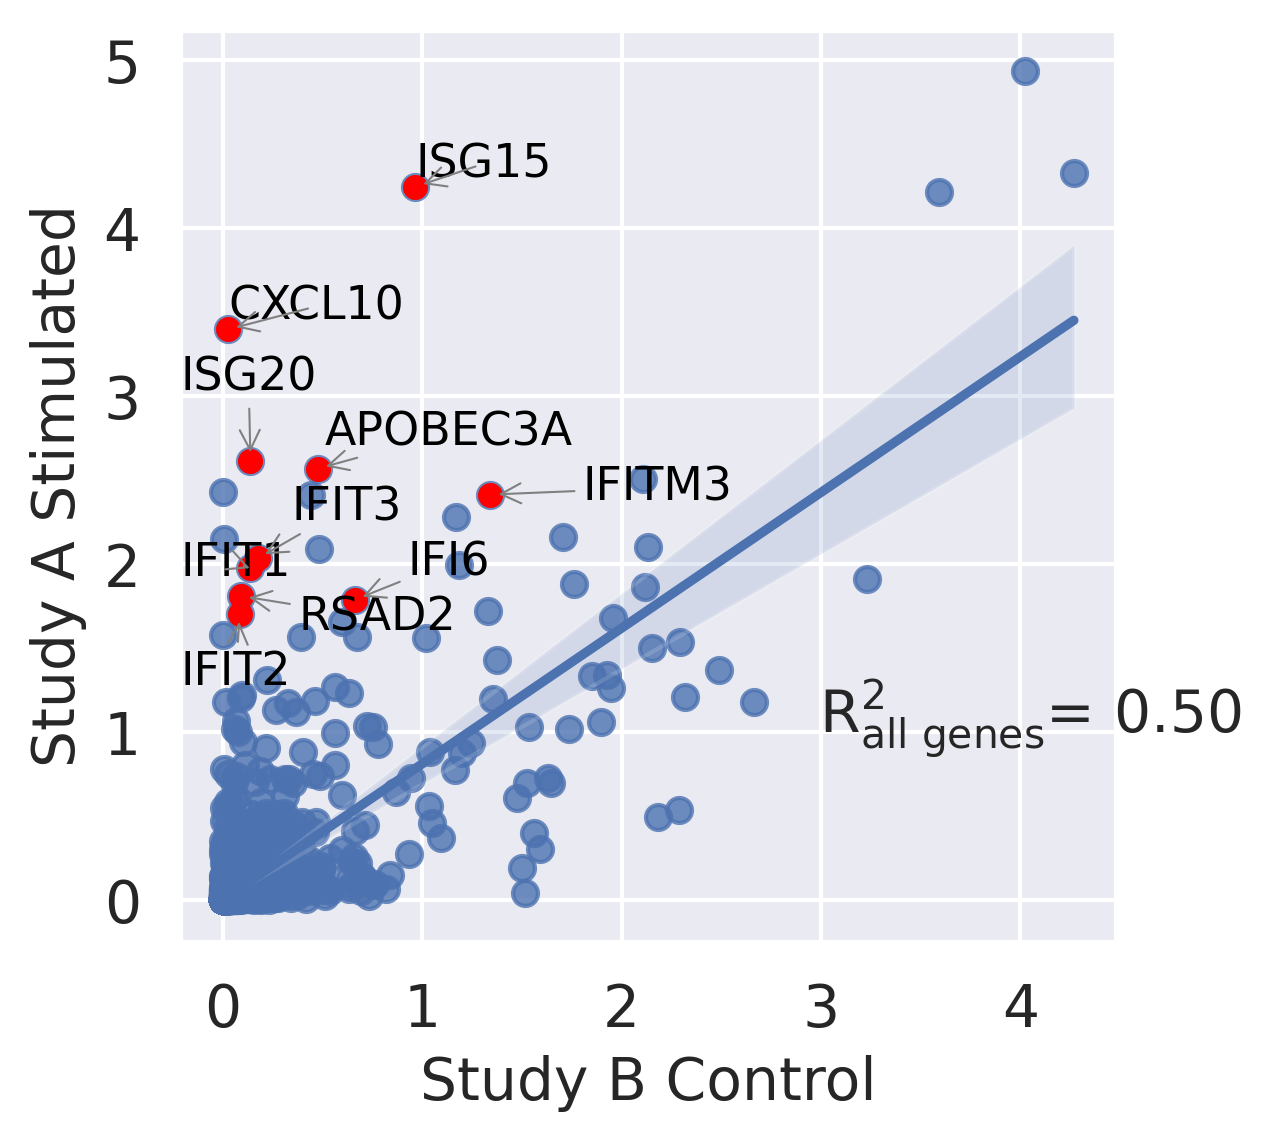 5
ISG15
4
CXCL10
ISG20
3
APOBEC3A
IFITM3
IFIT3
IFIT1
IFI6
2
RSAD2
IFIT2
R²all genes = 0.50
1
0
0 1 2 3 4
Study B Control
Study A Stimulated